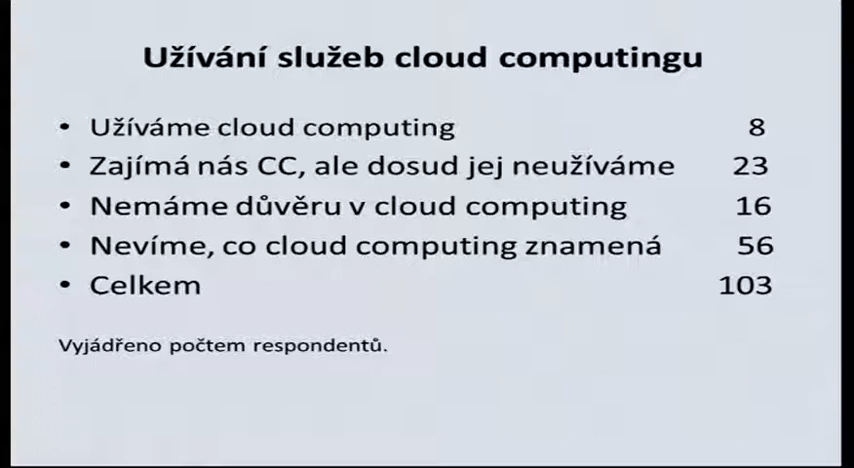 Užívání služeb cloud computingu
• Užíváme cloud computing 8
• Zajímá nás CC, ale dosud jej neužíváme 23
• Nemáme důvěru v cloud computing 16
• Nevíme, co cloud computing znamená 56
• Celkem 103
Vyjádřeno počtem respondentů.